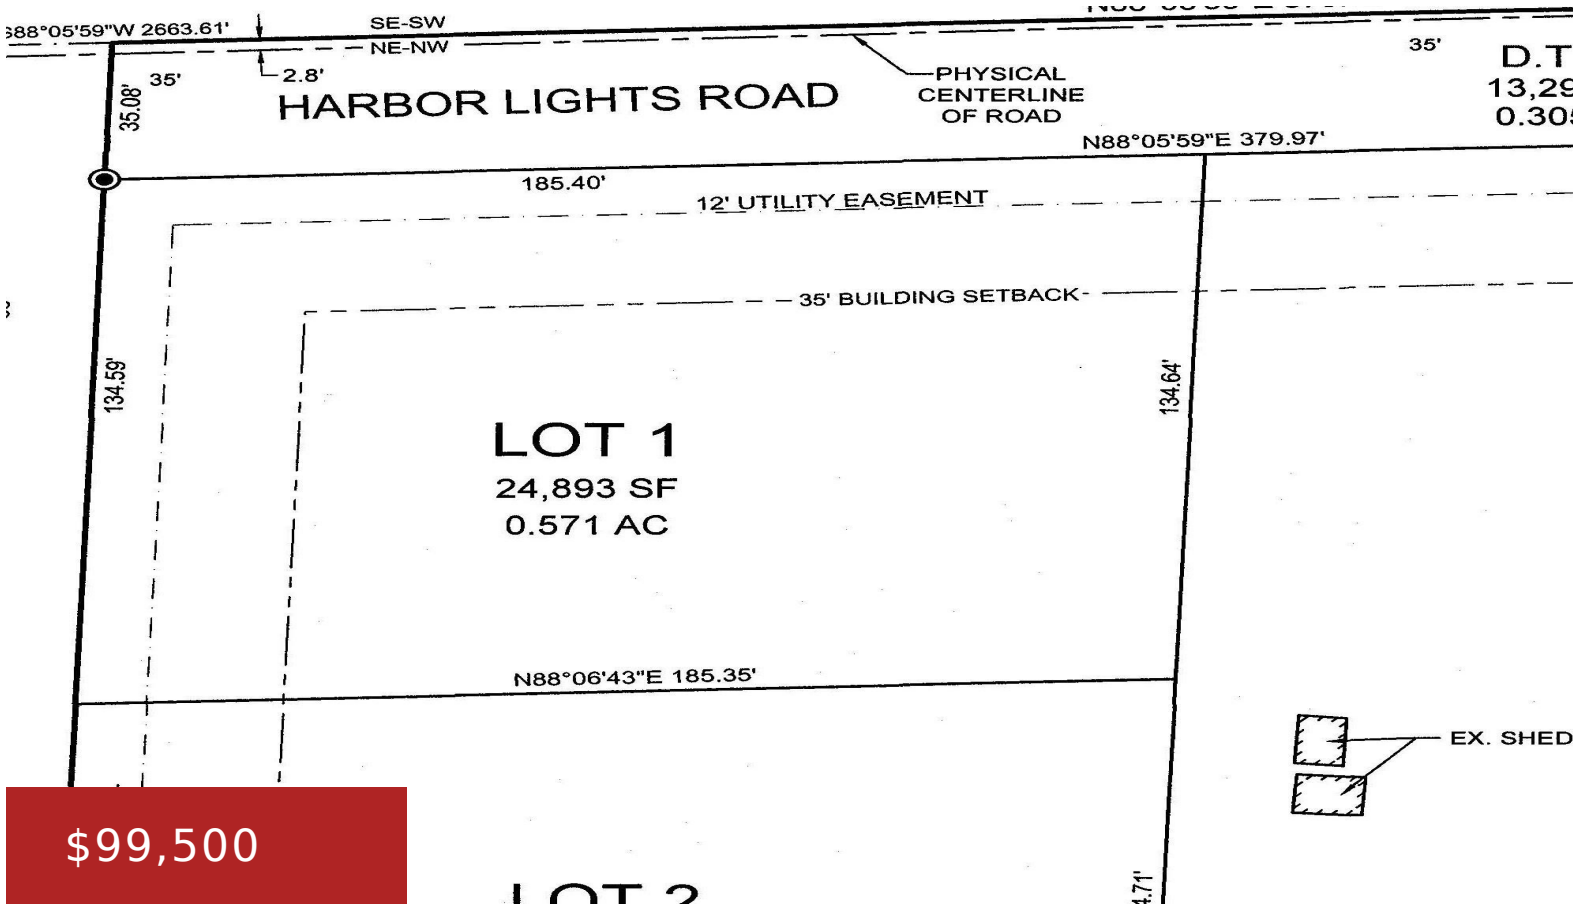 S88°05'59"W 2663.61'
SE-SW
NE-NW
2.8'
35'
35.08'
HARBOR LIGHTS ROAD
PHYSICAL
CENTERLINE
OF ROAD
35'
D.T
13,29
0.305
N88°05'59"E 379.97'
185.40'
12' UTILITY EASEMENT
35' BUILDING SETBACK
134.59'
134.64'
LOT 1
24,893 SF
0.571 AC
N88°06'43"E 185.35'
EX. SHED
$99,500
LOT 2
4.71'